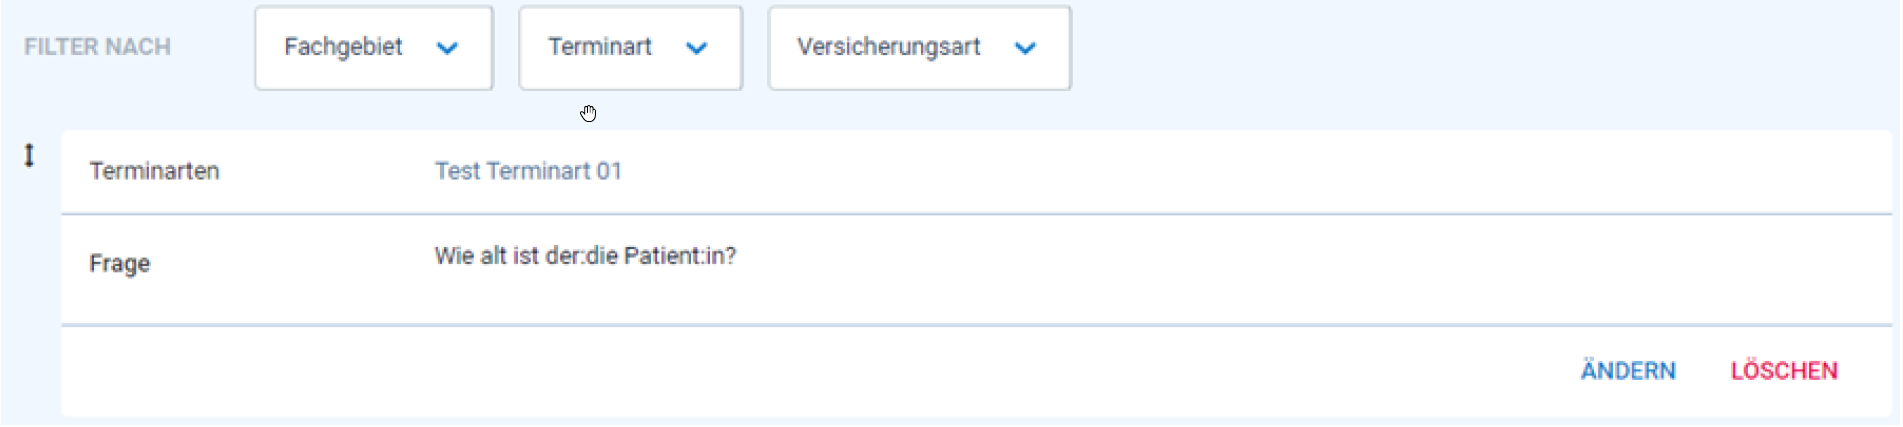 FILTER NACH Fachgebiet Terminart Versicherungsart
Terminarten Test Terminart 01
Frage Wie alt ist der:die Patient:in?
ÄNDERN LÖSCHEN